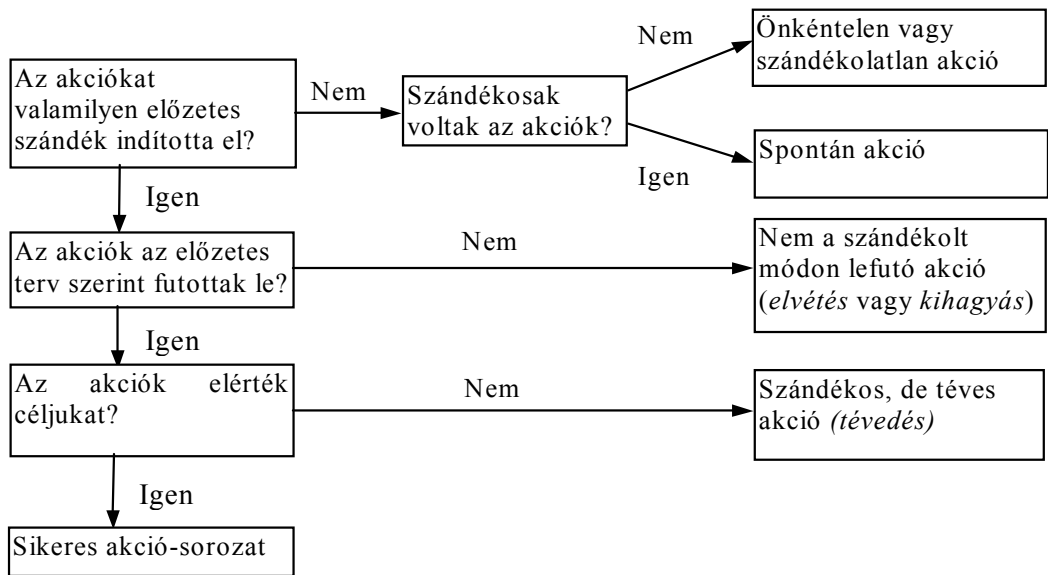 Az akciókat
valamilyen előzetes
szándék indította el?
Nem
Szándékosak
voltak az akciók?
Nem
Önkéntelen vagy
szándékolatlan akció
Igen
Spontán akció
Igen
Az akciók az előzetes
terv szerint futottak le?
Nem
Nem a szándékolt
módon lefutó akció
(elvétés vagy kihagyás)
Igen
Az akciók elérték
céljukat?
Nem
Szándékos, de téves
akció (tévedés)
Igen
Sikeres akció-sorozat